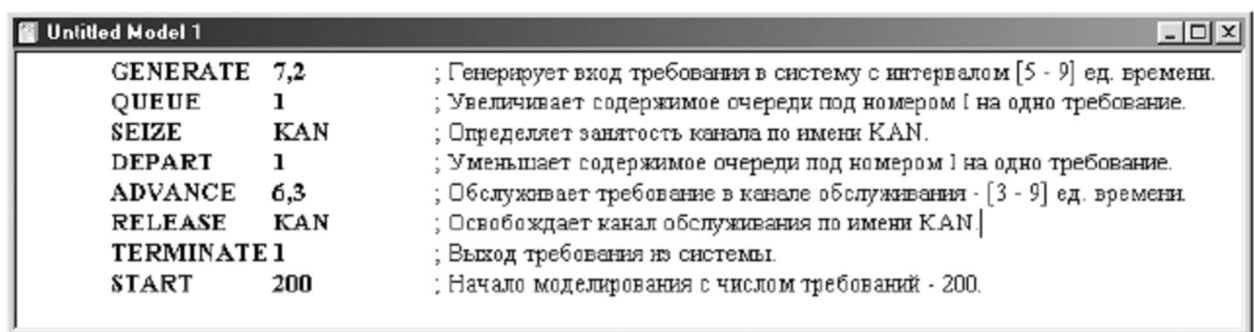 Untitled Model 1
GENERATE 7,2 ; Генерирует вход требования в систему с интервалом [5 - 9] ед. времени.
QUEUE 1 ; Увеличивает содержимое очереди под номером 1 на одно требование.
SEIZE KAN ; Определяет занятость канала по имени KAN.
DEPART 1 ; Уменьшает содержимое очереди под номером 1 на одно требование.
ADVANCE 6,3 ; Обслуживает требование в канале обслуживания - [3 - 9] ед. времени.
RELEASE KAN ; Освобождает канал обслуживания по имени KAN.
TERMINATE 1 ; Выход требования из системы.
START 200 ; Начало моделирования с числом требований - 200.